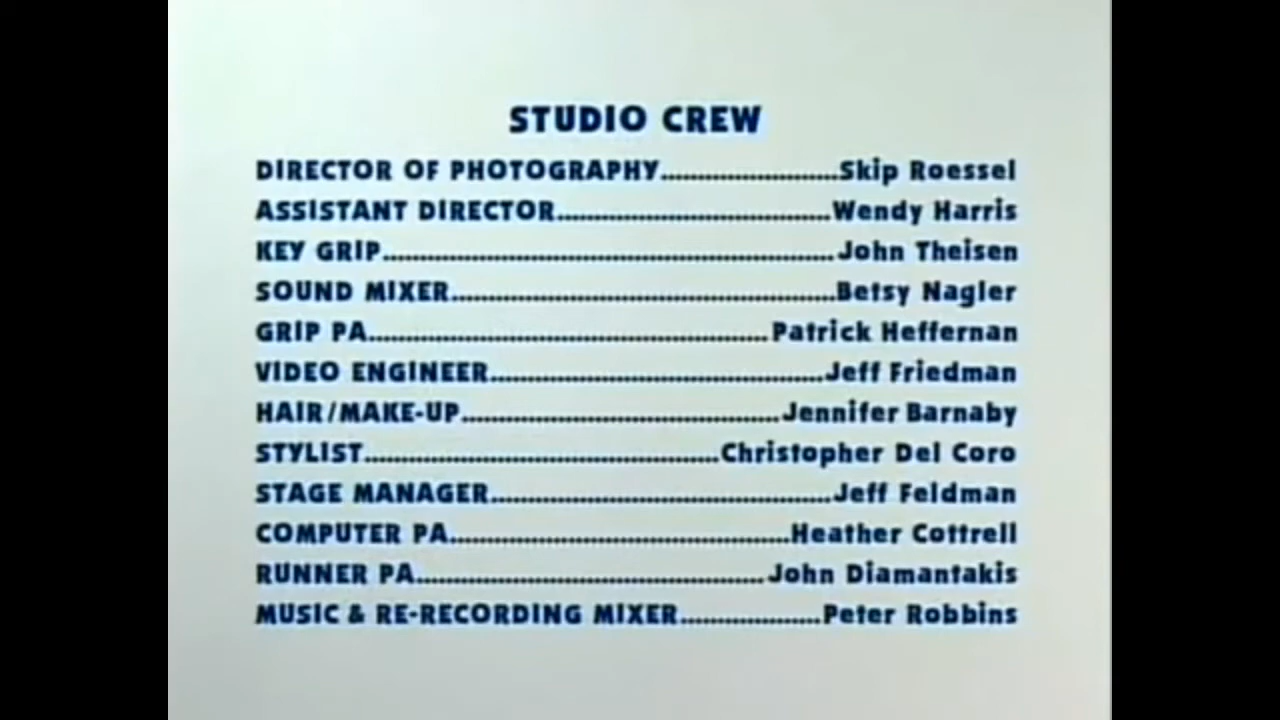 STUDIO CREW
DIRECTOR OF PHOTOGRAPHY......................Skip Roessel
ASSISTANT DIRECTOR..................................Wendy Harris
KEY GRIP........................................................John Theisen
SOUND MIXER................................................Betsy Nagler
GRIP PA..................................................Patrick Heffernan
VIDEO ENGINEER..........................................Jeff Friedman
HAIR/MAKE-UP........................................Jennifer Barnaby
STYLIST............................................Christopher Del Coro
STAGE MANAGER..........................................Jeff Feldman
COMPUTER PA..........................................Heather Cottrell
RUNNER PA...........................................John Diamantakis
MUSIC & RE-RECORDING MIXER.................Peter Robbins